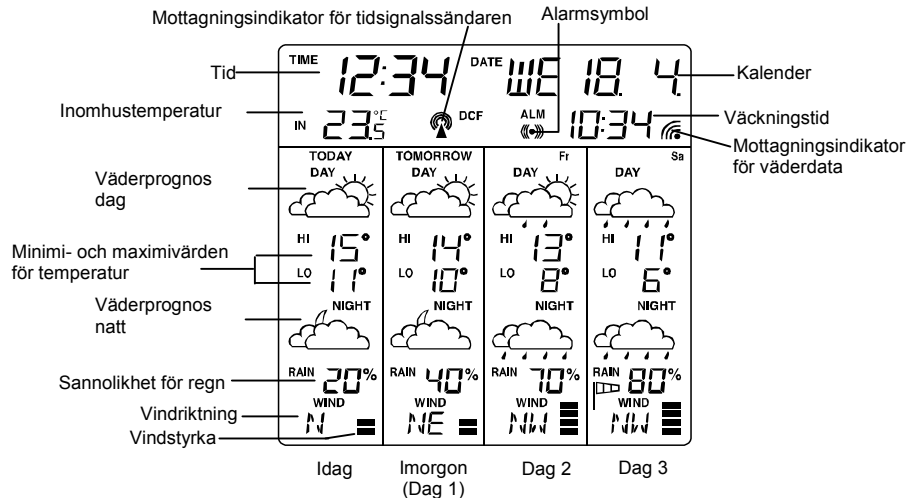 Mottagningsindikator för tidsignalssändaren
Alarmsymbol
Tid
Kalender
Inomhustemperatur
Väckningstid
Mottagningsindikator
för väderdata
Väderprognos
dag
Minimi- och maximivärden
för temperatur
Väderprognos
natt
Sannolikhet för regn
Vindriktning
Vindstyrka
TIME 12:34 DATE WE 18. 4.
IN 23.5 °C DCF ALM 10:34
TODAY TOMORROW Fr Sa
DAY DAY DAY DAY
HI 15° HI 14° HI 13° HI 11°
LO 11° LO 10° LO 8° LO 6°
NIGHT NIGHT NIGHT NIGHT
RAIN 20% RAIN 40% RAIN 70% RAIN 80%
WIND WIND WIND WIND
N NE NW NW
Idag Imorgon Dag 2 Dag 3
(Dag 1)